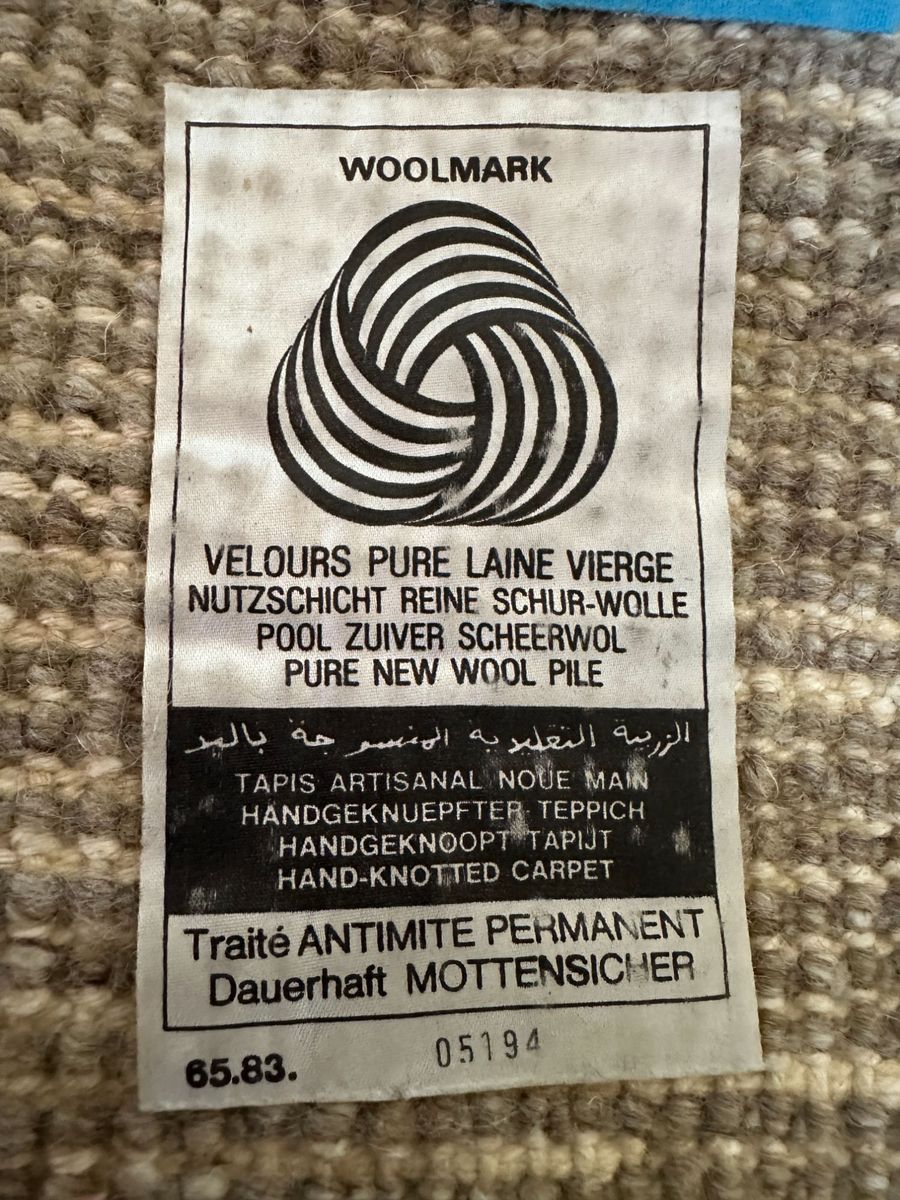 WOOLMARK
VELOURS PURE LAINE VIERGE
NUTZSCHICHT REINE SCHUR-WOLLE
POOL ZUIVER SCHEERWOL
PURE NEW WOOL PILE
الزربية التقليدية المنسوجة باليد
TAPIS ARTISANAL NOUE MAIN
HANDGEKNUEPFTER TEPPICH
HANDGEKNOOPT TAPIJT
HAND-KNOTTED CARPET
Traité ANTIMITE PERMANENT
Dauerhaft MOTTENSICHER
05194
65.83.